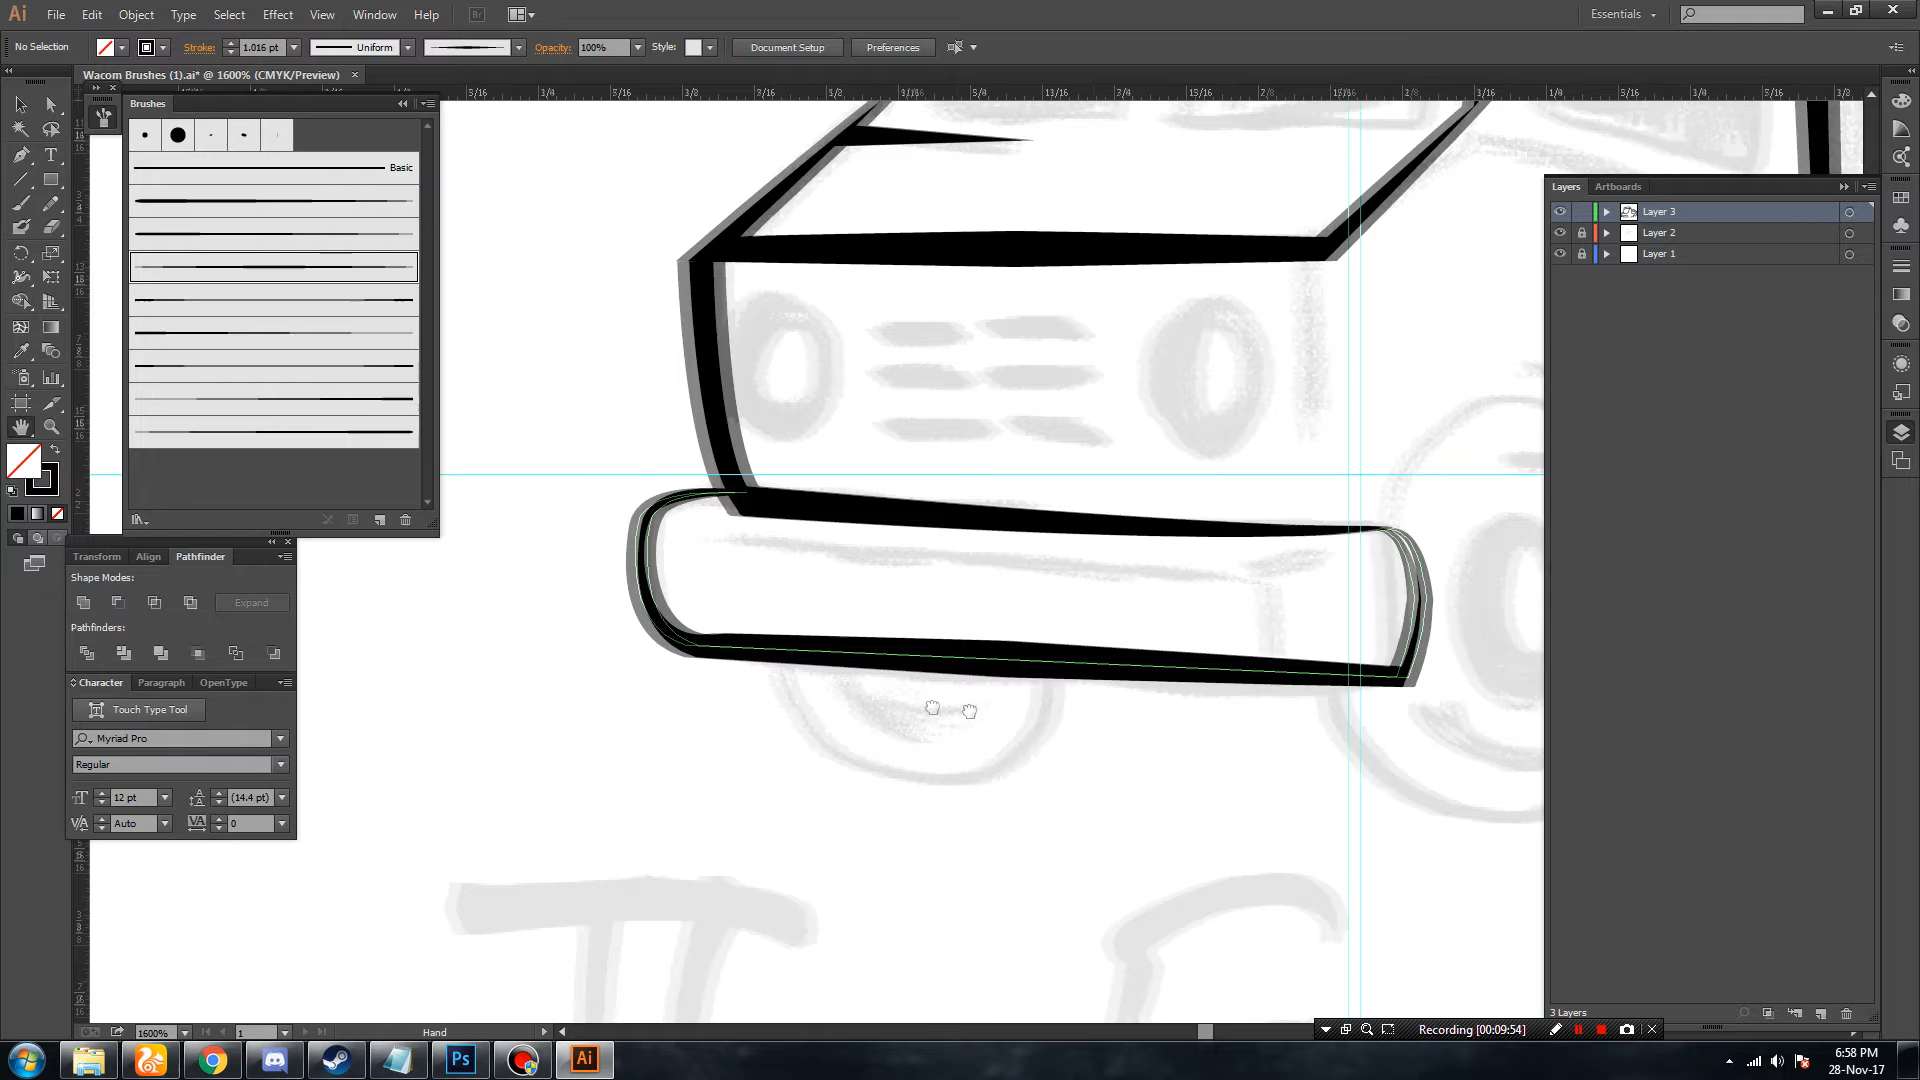 Ai File Edit Object Type Select Effect View Window Help Br Essentials
No Selection Stroke: 1.016 pt Uniform Opacity: 100% Style: Document Setup Preferences
Wacom Brushes (1).ai* @ 1600% (CMYK/Preview)
Brushes
Basic
Layers Artboards
Layer 3
Layer 2
Layer 1
Transform Align Pathfinder
Shape Modes:
Expand
Pathfinders:
Character Paragraph OpenType
Touch Type Tool
Myriad Pro
Regular
12 pt (14.4 pt)
Auto 0
3 Layers
1600% 1 Hand
Recording [00:09:54]
Ps Ai
6:58 PM
28-Nov-17